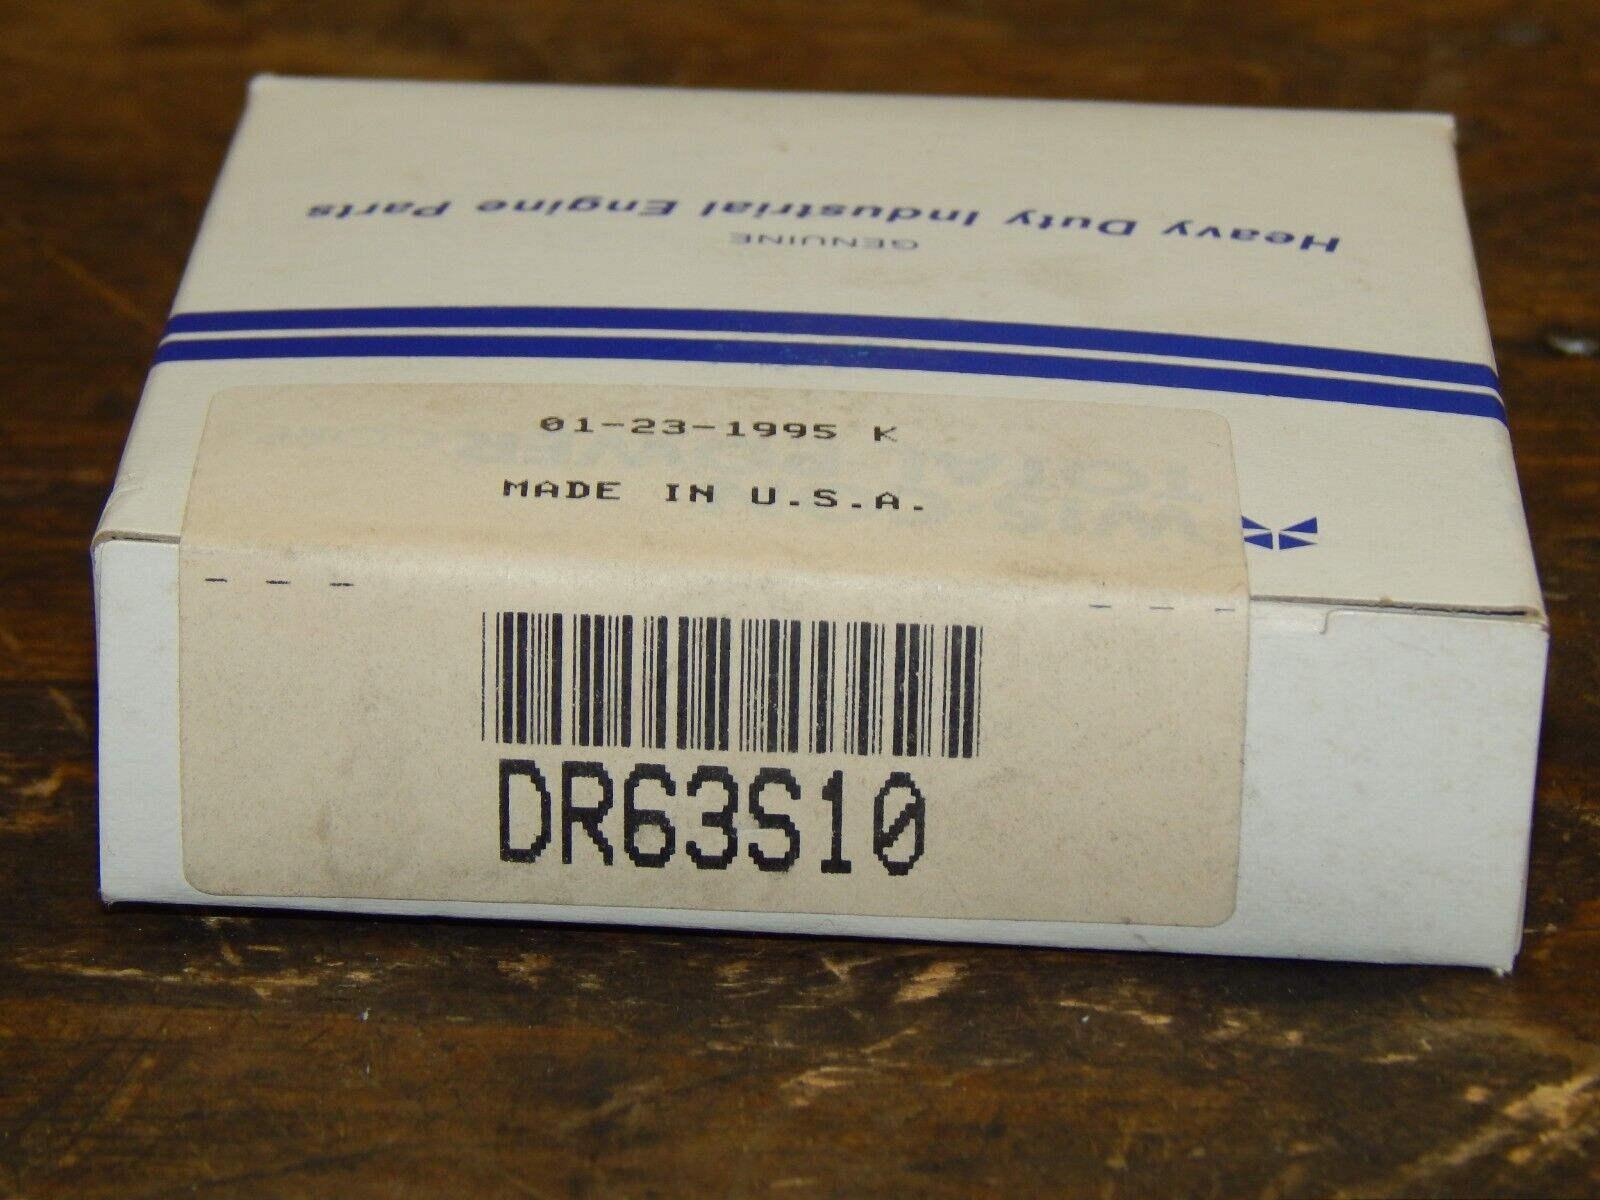 Heavy Duty Industrial Engine Parts
GENUINE
01-23-1995 K
MADE IN U.S.A.
DR63S10